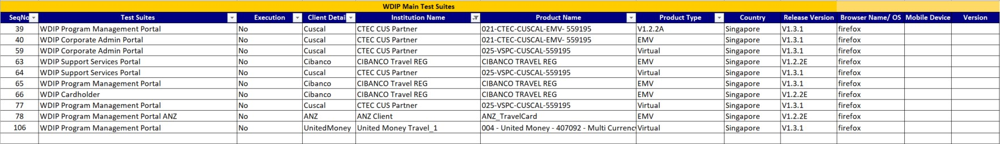 WDIP Main Test Suites
SeqNo Test Suites Execution Client Detai Institution Name Product Name Product Type Country Release Version Browser Name/ OS Mobile Device Version
39 WDIP Program Management Portal No Cuscal CTEC CUS Partner 021-CTEC-CUSCAL-EMV- 559195 V1.2.2A Singapore V1.3.1 firefox
40 WDIP Corporate Admin Portal No Cuscal CTEC CUS Partner 021-CTEC-CUSCAL-EMV- 559195 EMV Singapore V1.3.1 firefox
59 WDIP Corporate Admin Portal No Cuscal CTEC CUS Partner 025-VSPC-CUSCAL-559195 Virtual Singapore V1.3.1 firefox
63 WDIP Support Services Portal No Cibanco CIBANCO Travel REG CIBANCO TRAVEL REG EMV Singapore V1.2.2E firefox
64 WDIP Support Services Portal No Cuscal CTEC CUS Partner 025-VSPC-CUSCAL-559195 Virtual Singapore V1.3.1 firefox
65 WDIP Program Management Portal No Cibanco CIBANCO Travel REG CIBANCO TRAVEL REG EMV Singapore V1.3.1 firefox
66 WDIP Cardholder No Cibanco CIBANCO Travel REG CIBANCO TRAVEL REG EMV Singapore V1.2.2E firefox
77 WDIP Program Management Portal No Cuscal CTEC CUS Partner 025-VSPC-CUSCAL-559195 Virtual Singapore V1.3.1 firefox
78 WDIP Program Management Portal ANZ No ANZ ANZ Client ANZ_TravelCard EMV Singapore V1.2.2E firefox
106 WDIP Program Management Portal No UnitedMoney United Money Travel_1 004 - United Money - 407092 - Multi Currenc Virtual Singapore V1.3.1 firefox